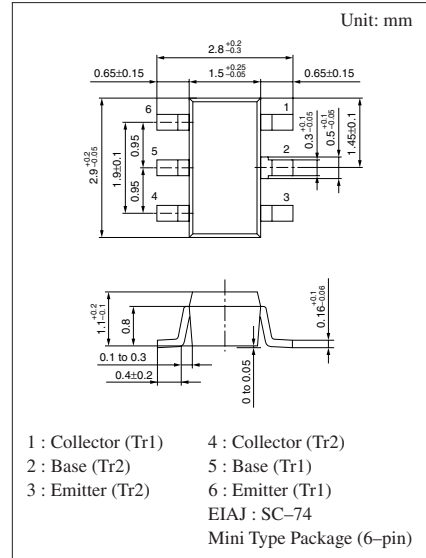 Unit: mm
2.8 +0.2 -0.3
0.65±0.15 1.5 +0.25 -0.05 0.65±0.15
6 1
5 2
4 3
2.9 +0.2 -0.05
1.9±0.1
0.95
0.95
0.3 +0.1 -0.05
0.5 +0.1 -0.05
1.45±0.1
1.1 +0.2 -0.1
0.8
0.16 +0.1 -0.06
0.1 to 0.3
0.4±0.2
0 to 0.05
1 : Collector (Tr1) 4 : Collector (Tr2)
2 : Base (Tr2) 5 : Base (Tr1)
3 : Emitter (Tr2) 6 : Emitter (Tr1)
EIAJ : SC–74
Mini Type Package (6–pin)